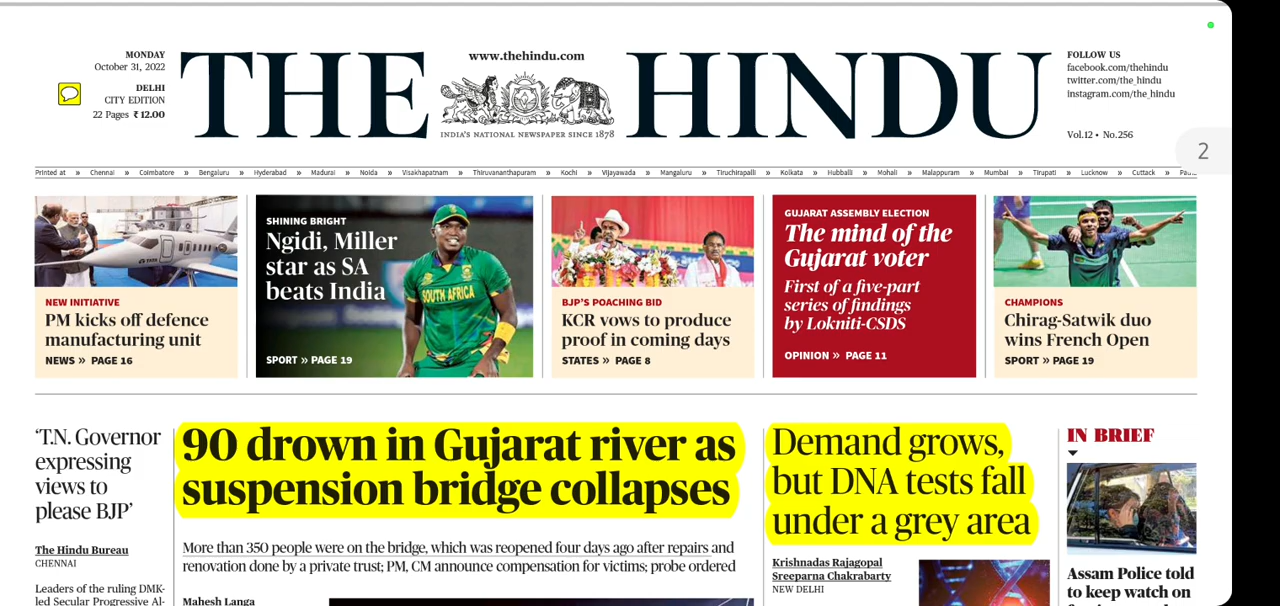 MONDAY
October 31, 2022
DELHI
CITY EDITION
22 Pages ₹ 12.00
THE HINDU
www.thehindu.com
INDIA'S NATIONAL NEWSPAPER SINCE 1878
FOLLOW US
facebook.com/thehindu
twitter.com/the_hindu
instagram.com/the_hindu
Vol.12 • No.256
2
Printed at » Chennai » Coimbatore » Bengaluru » Hyderabad » Madurai » Noida » Visakhapatnam » Thiruvananthapuram » Kochi » Vijayawada » Mangaluru » Tiruchirapalli » Kolkata » Hubballi » Mohali » Malappuram » Mumbai » Tirupati » Lucknow » Cuttack »
NEW INITIATIVE
PM kicks off defence
manufacturing unit
NEWS » PAGE 16
SHINING BRIGHT
Ngidi, Miller
star as SA
beats India
SPORT » PAGE 19
SOUTH AFRICA
BJP'S POACHING BID
KCR vows to produce
proof in coming days
STATES » PAGE 8
GUJARAT ASSEMBLY ELECTION
The mind of the
Gujarat voter
First of a five-part
series of findings
by Lokniti-CSDS
OPINION » PAGE 11
CHAMPIONS
Chirag-Satwik duo
wins French Open
SPORT » PAGE 19
‘T.N. Governor
expressing
views to
please BJP’
The Hindu Bureau
CHENNAI
Leaders of the ruling DMK-
led Secular Progressive Al-
90 drown in Gujarat river as
suspension bridge collapses
More than 350 people were on the bridge, which was reopened four days ago after repairs and
renovation done by a private trust; PM, CM announce compensation for victims; probe ordered
Mahesh Langa
Demand grows,
but DNA tests fall
under a grey area
Krishnadas Rajagopal
Sreeparna Chakrabarty
NEW DELHI
IN BRIEF
Assam Police told
to keep watch on